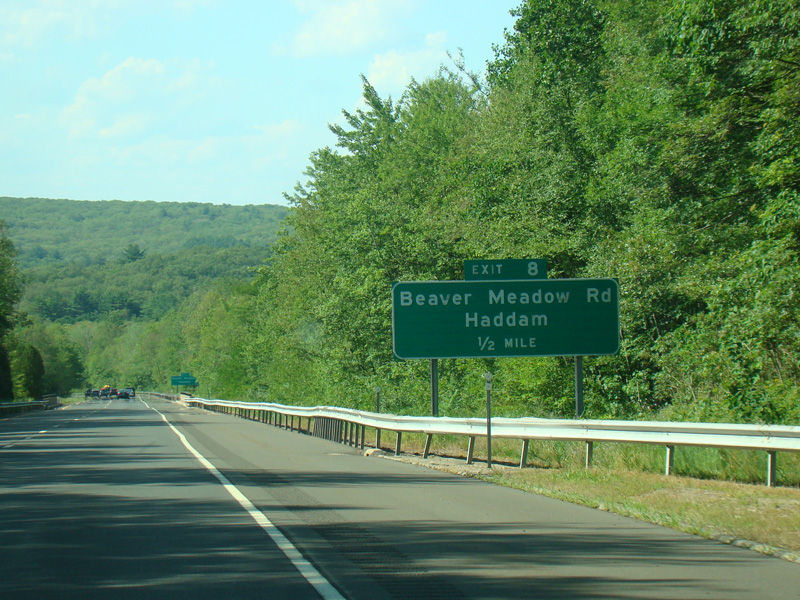 EXIT 8
Beaver Meadow Rd
Haddam
1/2 MILE